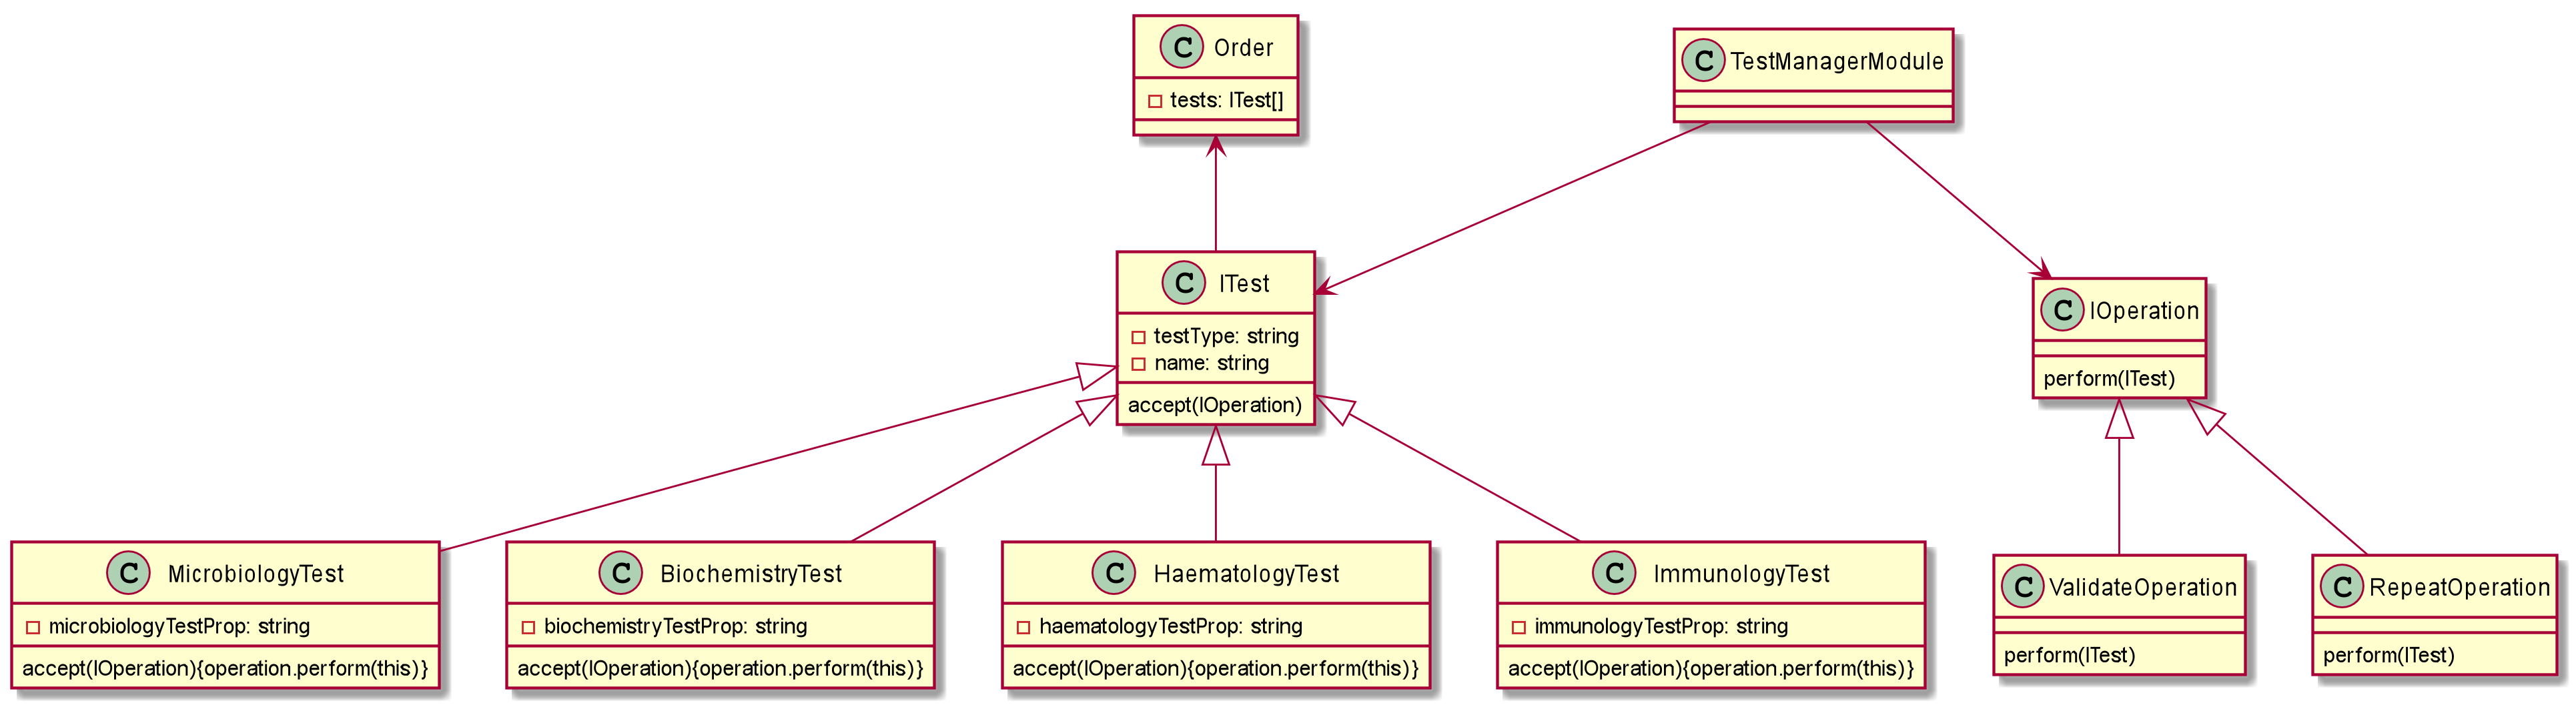 C Order
tests: ITest[]
C TestManagerModule
C ITest
testType: string
name: string
accept(IOperation)
C IOperation
perform(ITest)
C MicrobiologyTest
microbiologyTestProp: string
accept(IOperation){operation.perform(this)}
C BiochemistryTest
biochemistryTestProp: string
accept(IOperation){operation.perform(this)}
C HaematologyTest
haematologyTestProp: string
accept(IOperation){operation.perform(this)}
C ImmunologyTest
immunologyTestProp: string
accept(IOperation){operation.perform(this)}
C ValidateOperation
perform(ITest)
C RepeatOperation
perform(ITest)